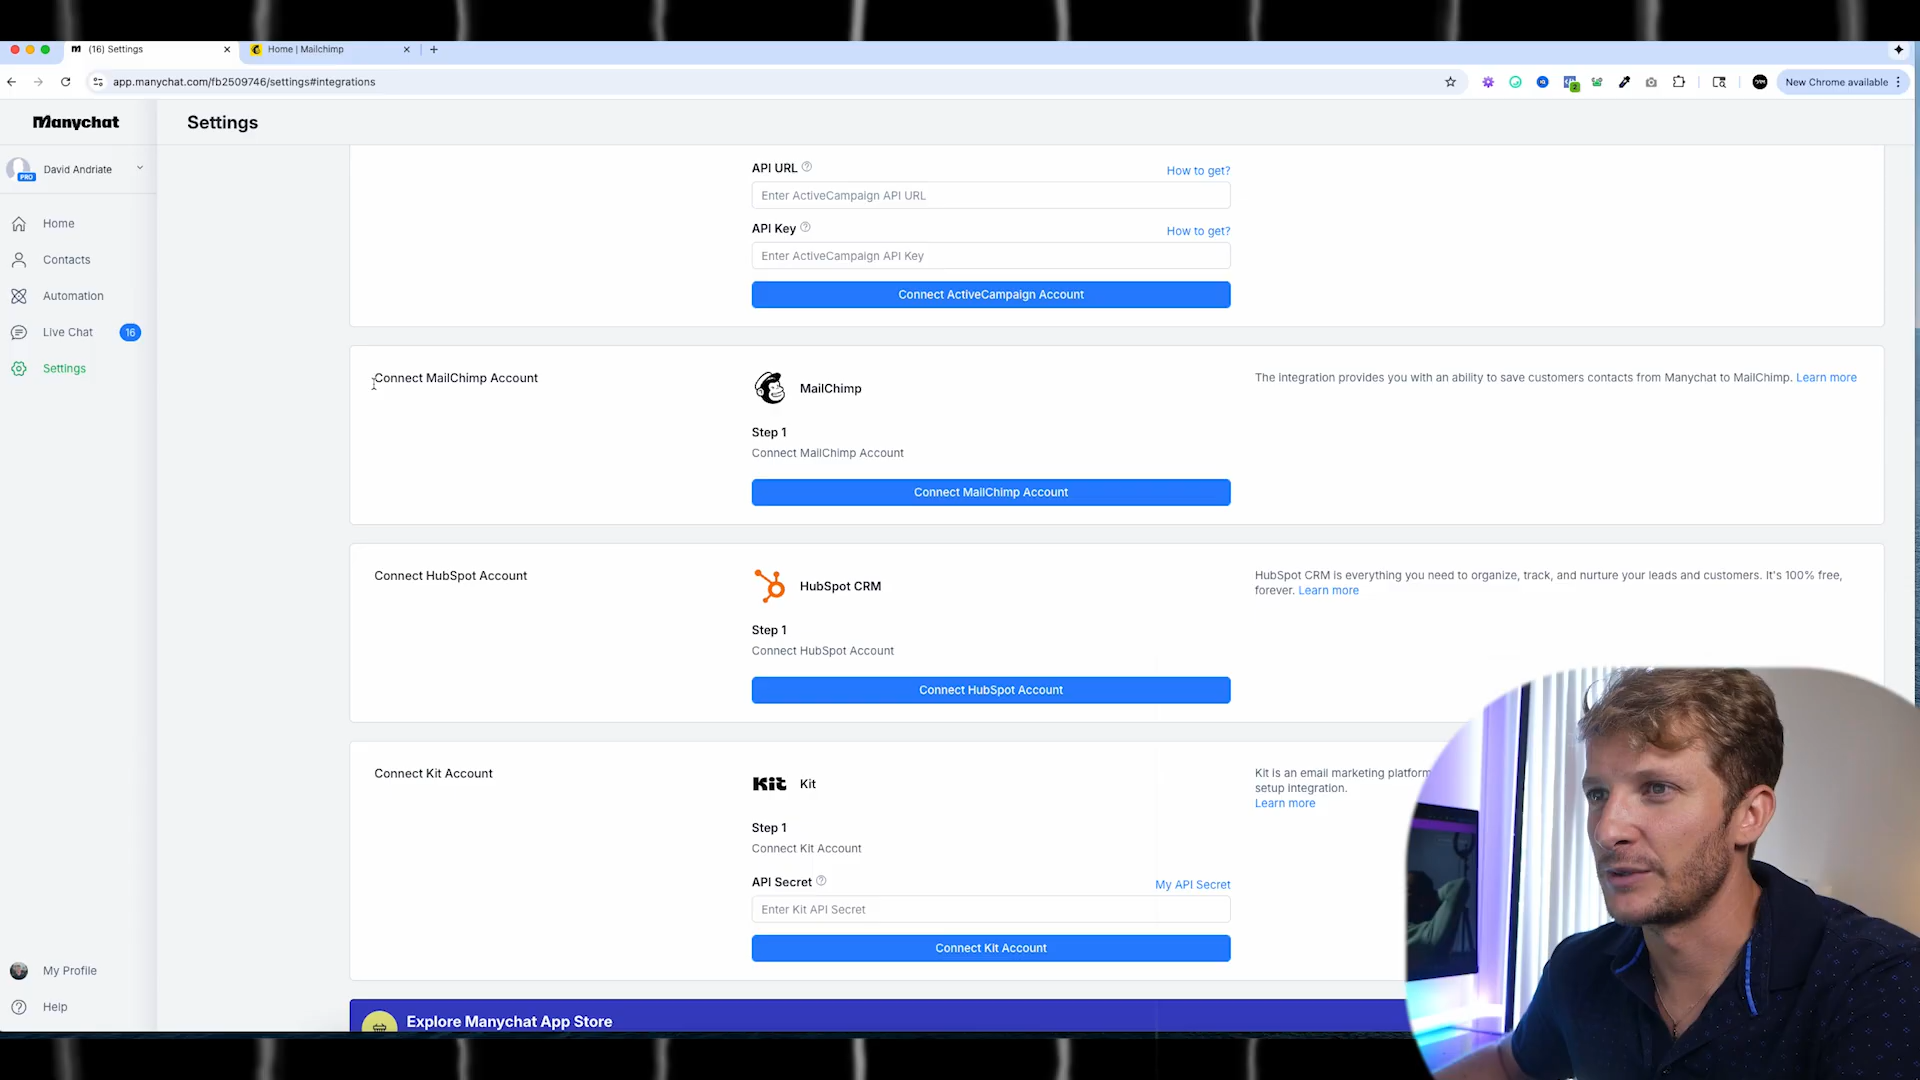 (16) Settings
Home | Mailchimp
app.manychat.com/fb2509746/settings#integrations
2
New Chrome available
Manychat
Settings
PRO
David Andriate
Home
Contacts
Automation
Live Chat
16
Settings
My Profile
Help
API URL
How to get?
Enter ActiveCampaign API URL
API Key
How to get?
Enter ActiveCampaign API Key
Connect ActiveCampaign Account
Connect MailChimp Account
MailChimp
Step 1
Connect MailChimp Account
Connect MailChimp Account
The integration provides you with an ability to save customers contacts from Manychat to MailChimp. Learn more
Connect HubSpot Account
HubSpot CRM
Step 1
Connect HubSpot Account
Connect HubSpot Account
HubSpot CRM is everything you need to organize, track, and nurture your leads and customers. It's 100% free,
forever. Learn more
Connect Kit Account
Kit
Kit
Step 1
Connect Kit Account
API Secret
My API Secret
Enter Kit API Secret
Connect Kit Account
Kit is an email marketing platform
setup integration.
Learn more
Explore Manychat App Store